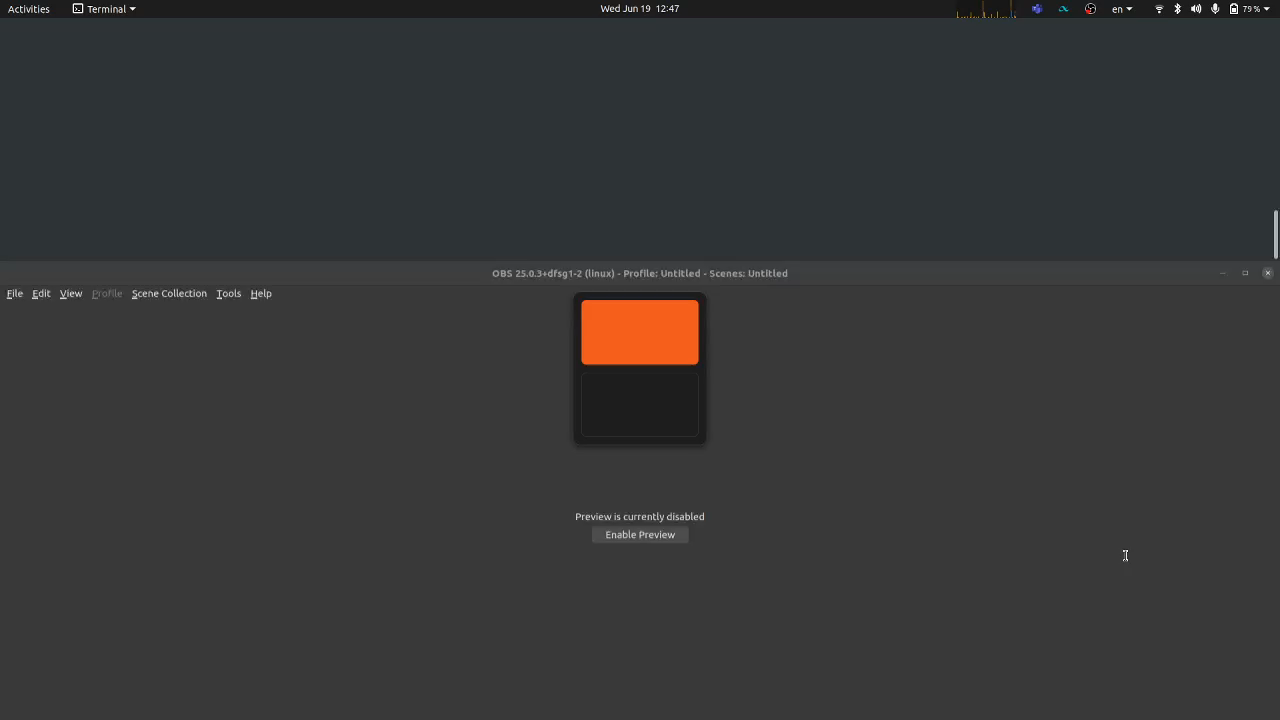 Activities Terminal Wed Jun 19 12:47 en 79 %
OBS 25.0.3+dfsg1-2 (linux) - Profile: Untitled - Scenes: Untitled
File Edit View Profile Scene Collection Tools Help
Preview is currently disabled
Enable Preview